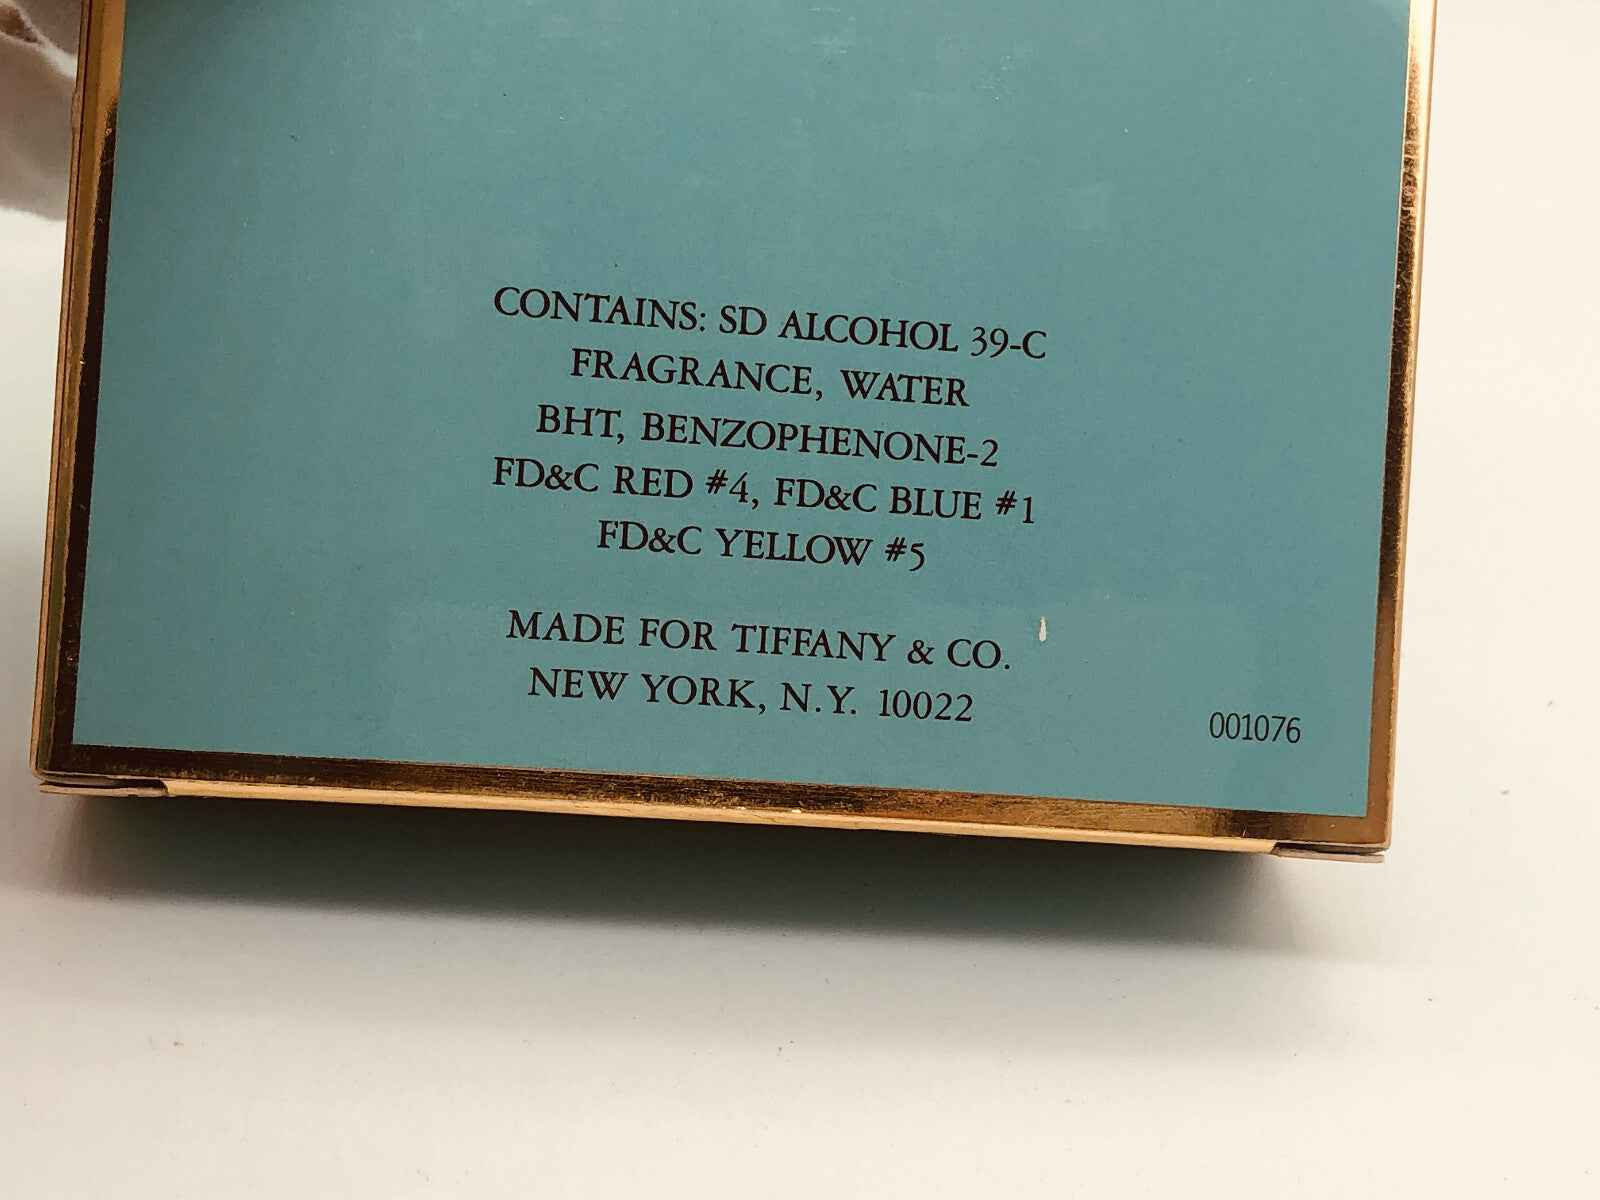 CONTAINS: SD ALCOHOL 39-C
FRAGRANCE, WATER
BHT, BENZOPHENONE-2
FD&C RED #4, FD&C BLUE #1
FD&C YELLOW #5
MADE FOR TIFFANY & CO.
NEW YORK, N.Y. 10022
001076